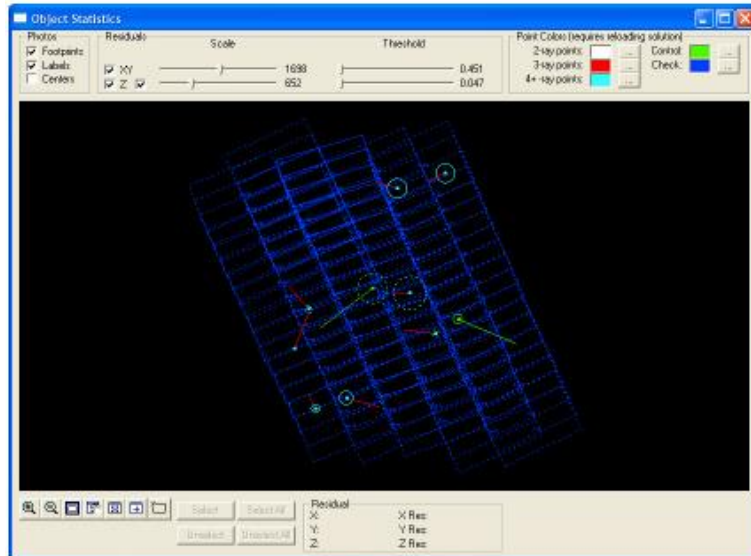 Object Statistics
Photos
Footprints
Labels
Centers
Residuals
Scale
Threshold
XY
1698
0.451
Z
652
0.047
Point Colors (requires reloading solution)
2-ray points:
...
Control:
...
3-ray points:
...
Check:
...
4+ -ray points:
...
Select
Select All
Unselect
Unselect All
Residual
X:
X Res:
Y:
Y Res:
Z:
Z Res: